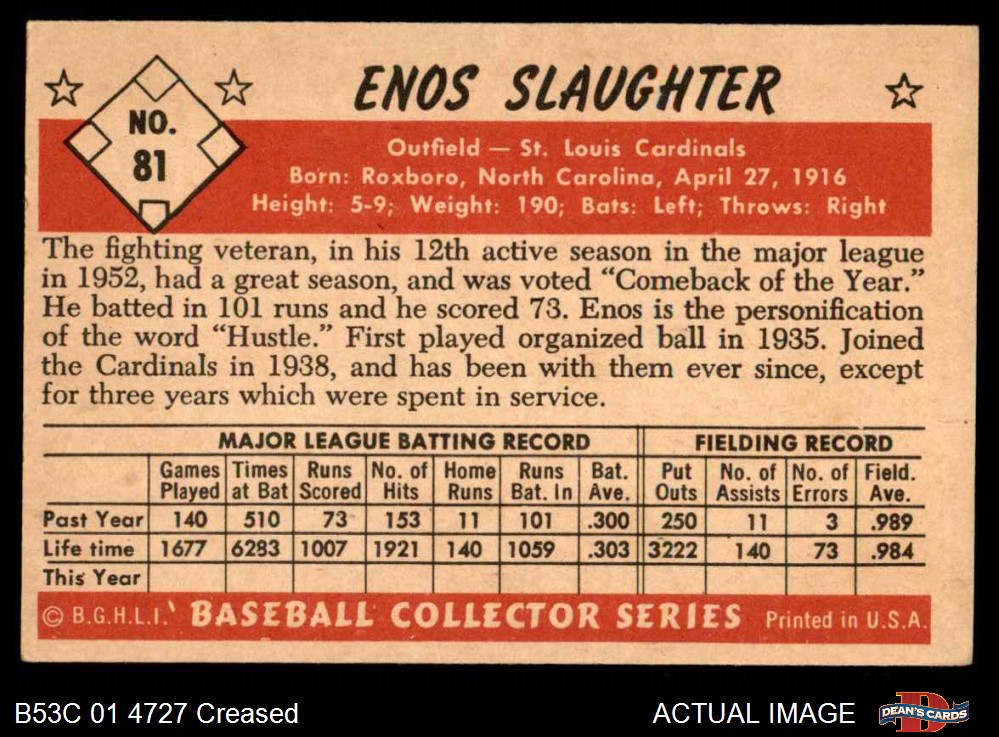 NO.
81
ENOS SLAUGHTER
Outfield — St. Louis Cardinals
Born: Roxboro, North Carolina, April 27, 1916
Height: 5-9; Weight: 190; Bats: Left; Throws: Right
The fighting veteran, in his 12th active season in the major league
in 1952, had a great season, and was voted “Comeback of the Year.”
He batted in 101 runs and he scored 73. Enos is the personification
of the word “Hustle.” First played organized ball in 1935. Joined
the Cardinals in 1938, and has been with them ever since, except
for three years which were spent in service.
MAJOR LEAGUE BATTING RECORD FIELDING RECORD
Games Times Runs No. of Home Runs Bat. Put No. of No. of Field.
Played at Bat Scored Hits Runs Bat. In Ave. Outs Assists Errors Ave.
Past Year 140 510 73 153 11 101 .300 250 11 3 .989
Life time 1677 6283 1007 1921 140 1059 .303 3222 140 73 .984
This Year
© B.G.H.L.I. BASEBALL COLLECTOR SERIES Printed in U.S.A.
B53C 01 4727 Creased ACTUAL IMAGE D DEAN'S CARDS